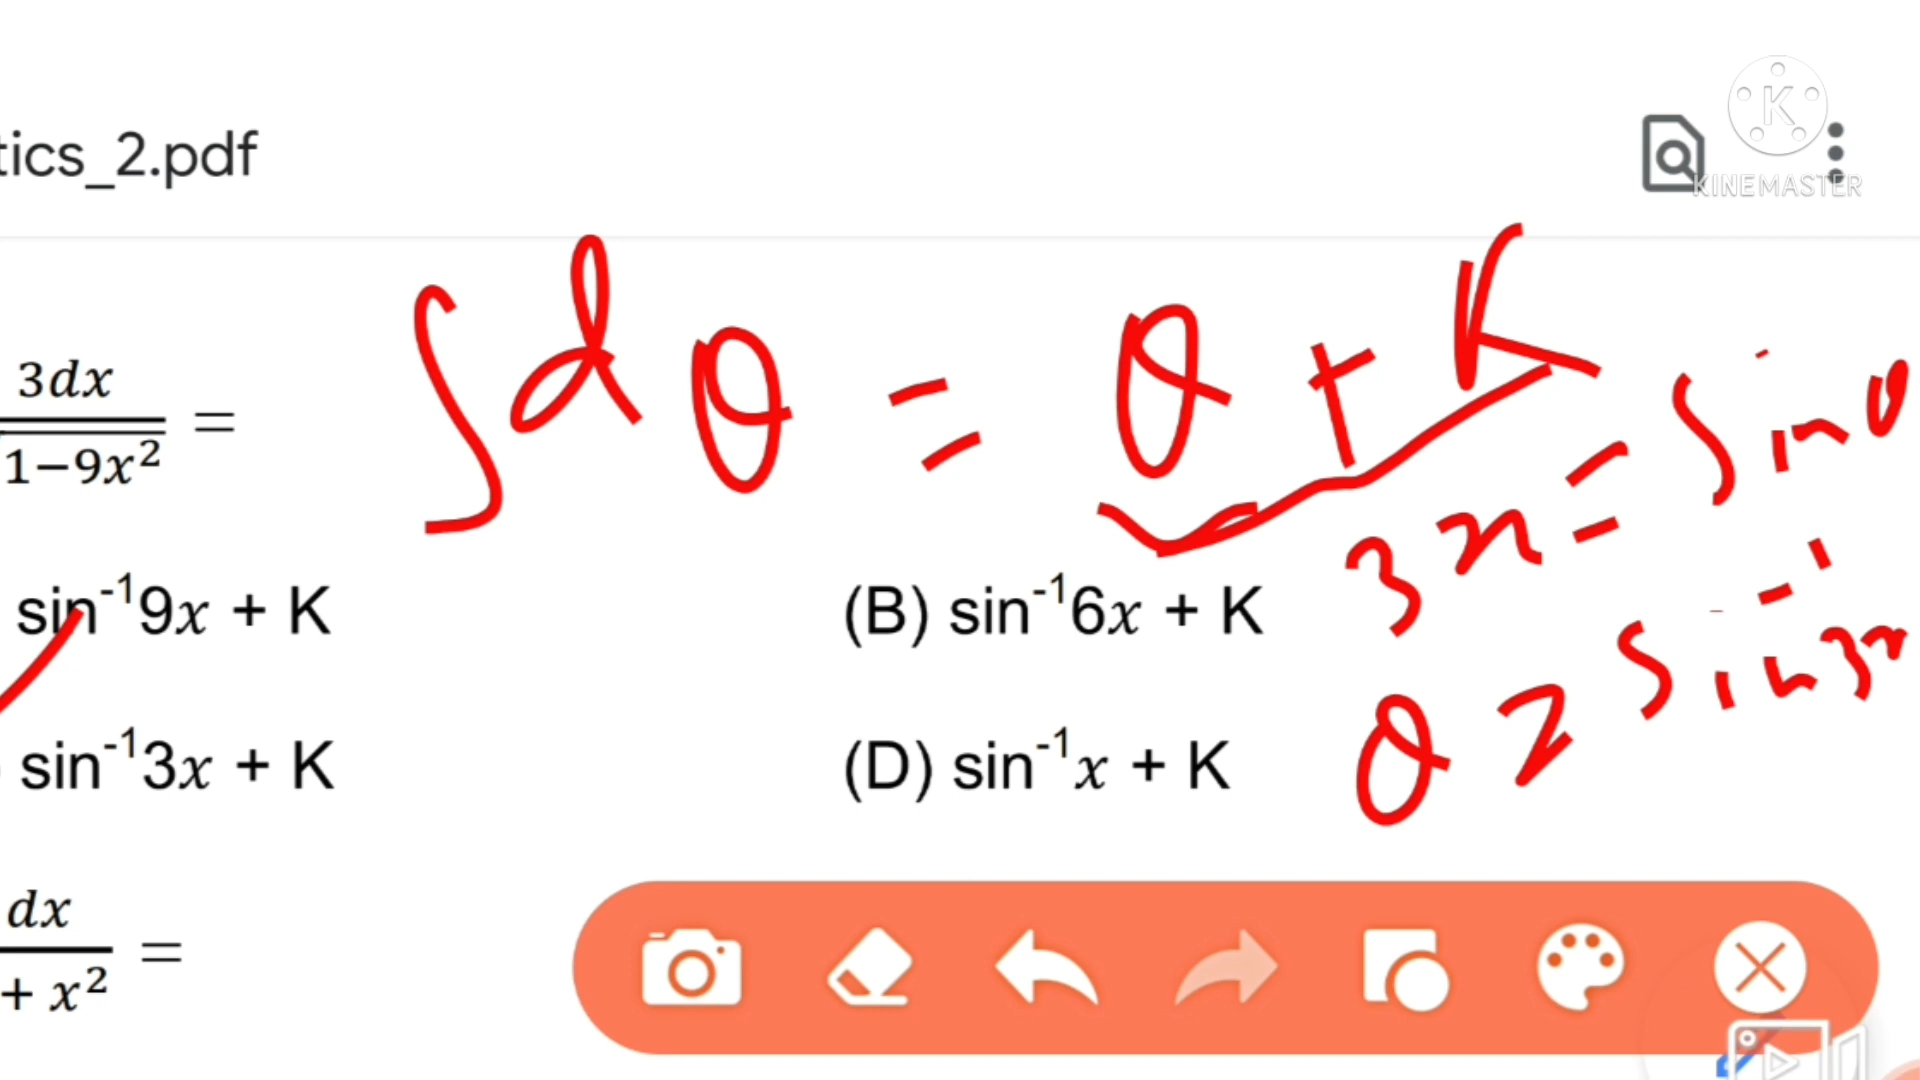 tics_2.pdf
KINEMASTER
∫dθ = θ + K
3dx
1−9x² =
3x = sinθ
sin⁻¹9x + K
(B) sin⁻¹6x + K
θ = sin⁻¹3x
sin⁻¹3x + K
(D) sin⁻¹x + K
dx
+ x² =